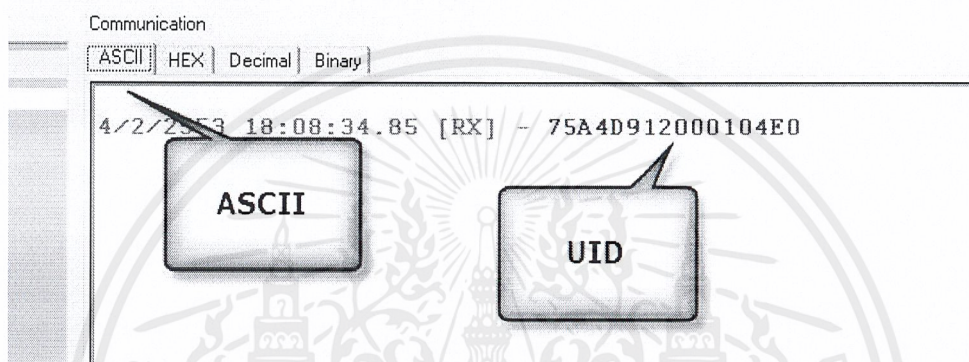 Communication
ASCII HEX Decimal Binary
4/2/2553 18:08:34.85 [RX] - 75A4D912000104E0
ASCII
UID